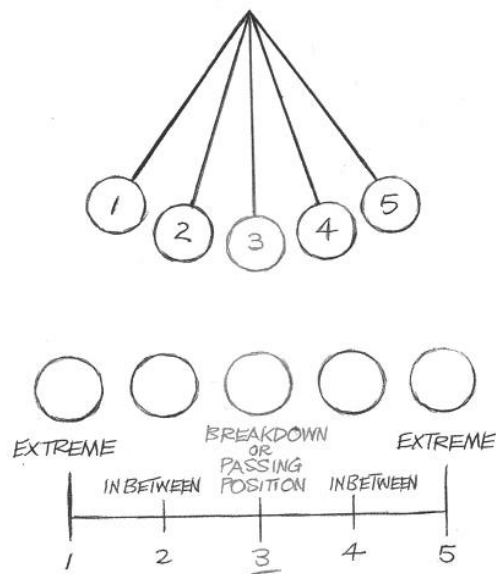 1
2
3
4
5
EXTREME
BREAKDOWN
OR
PASSING
POSITION
EXTREME
INBETWEEN
INBETWEEN
1 2 3 4 5